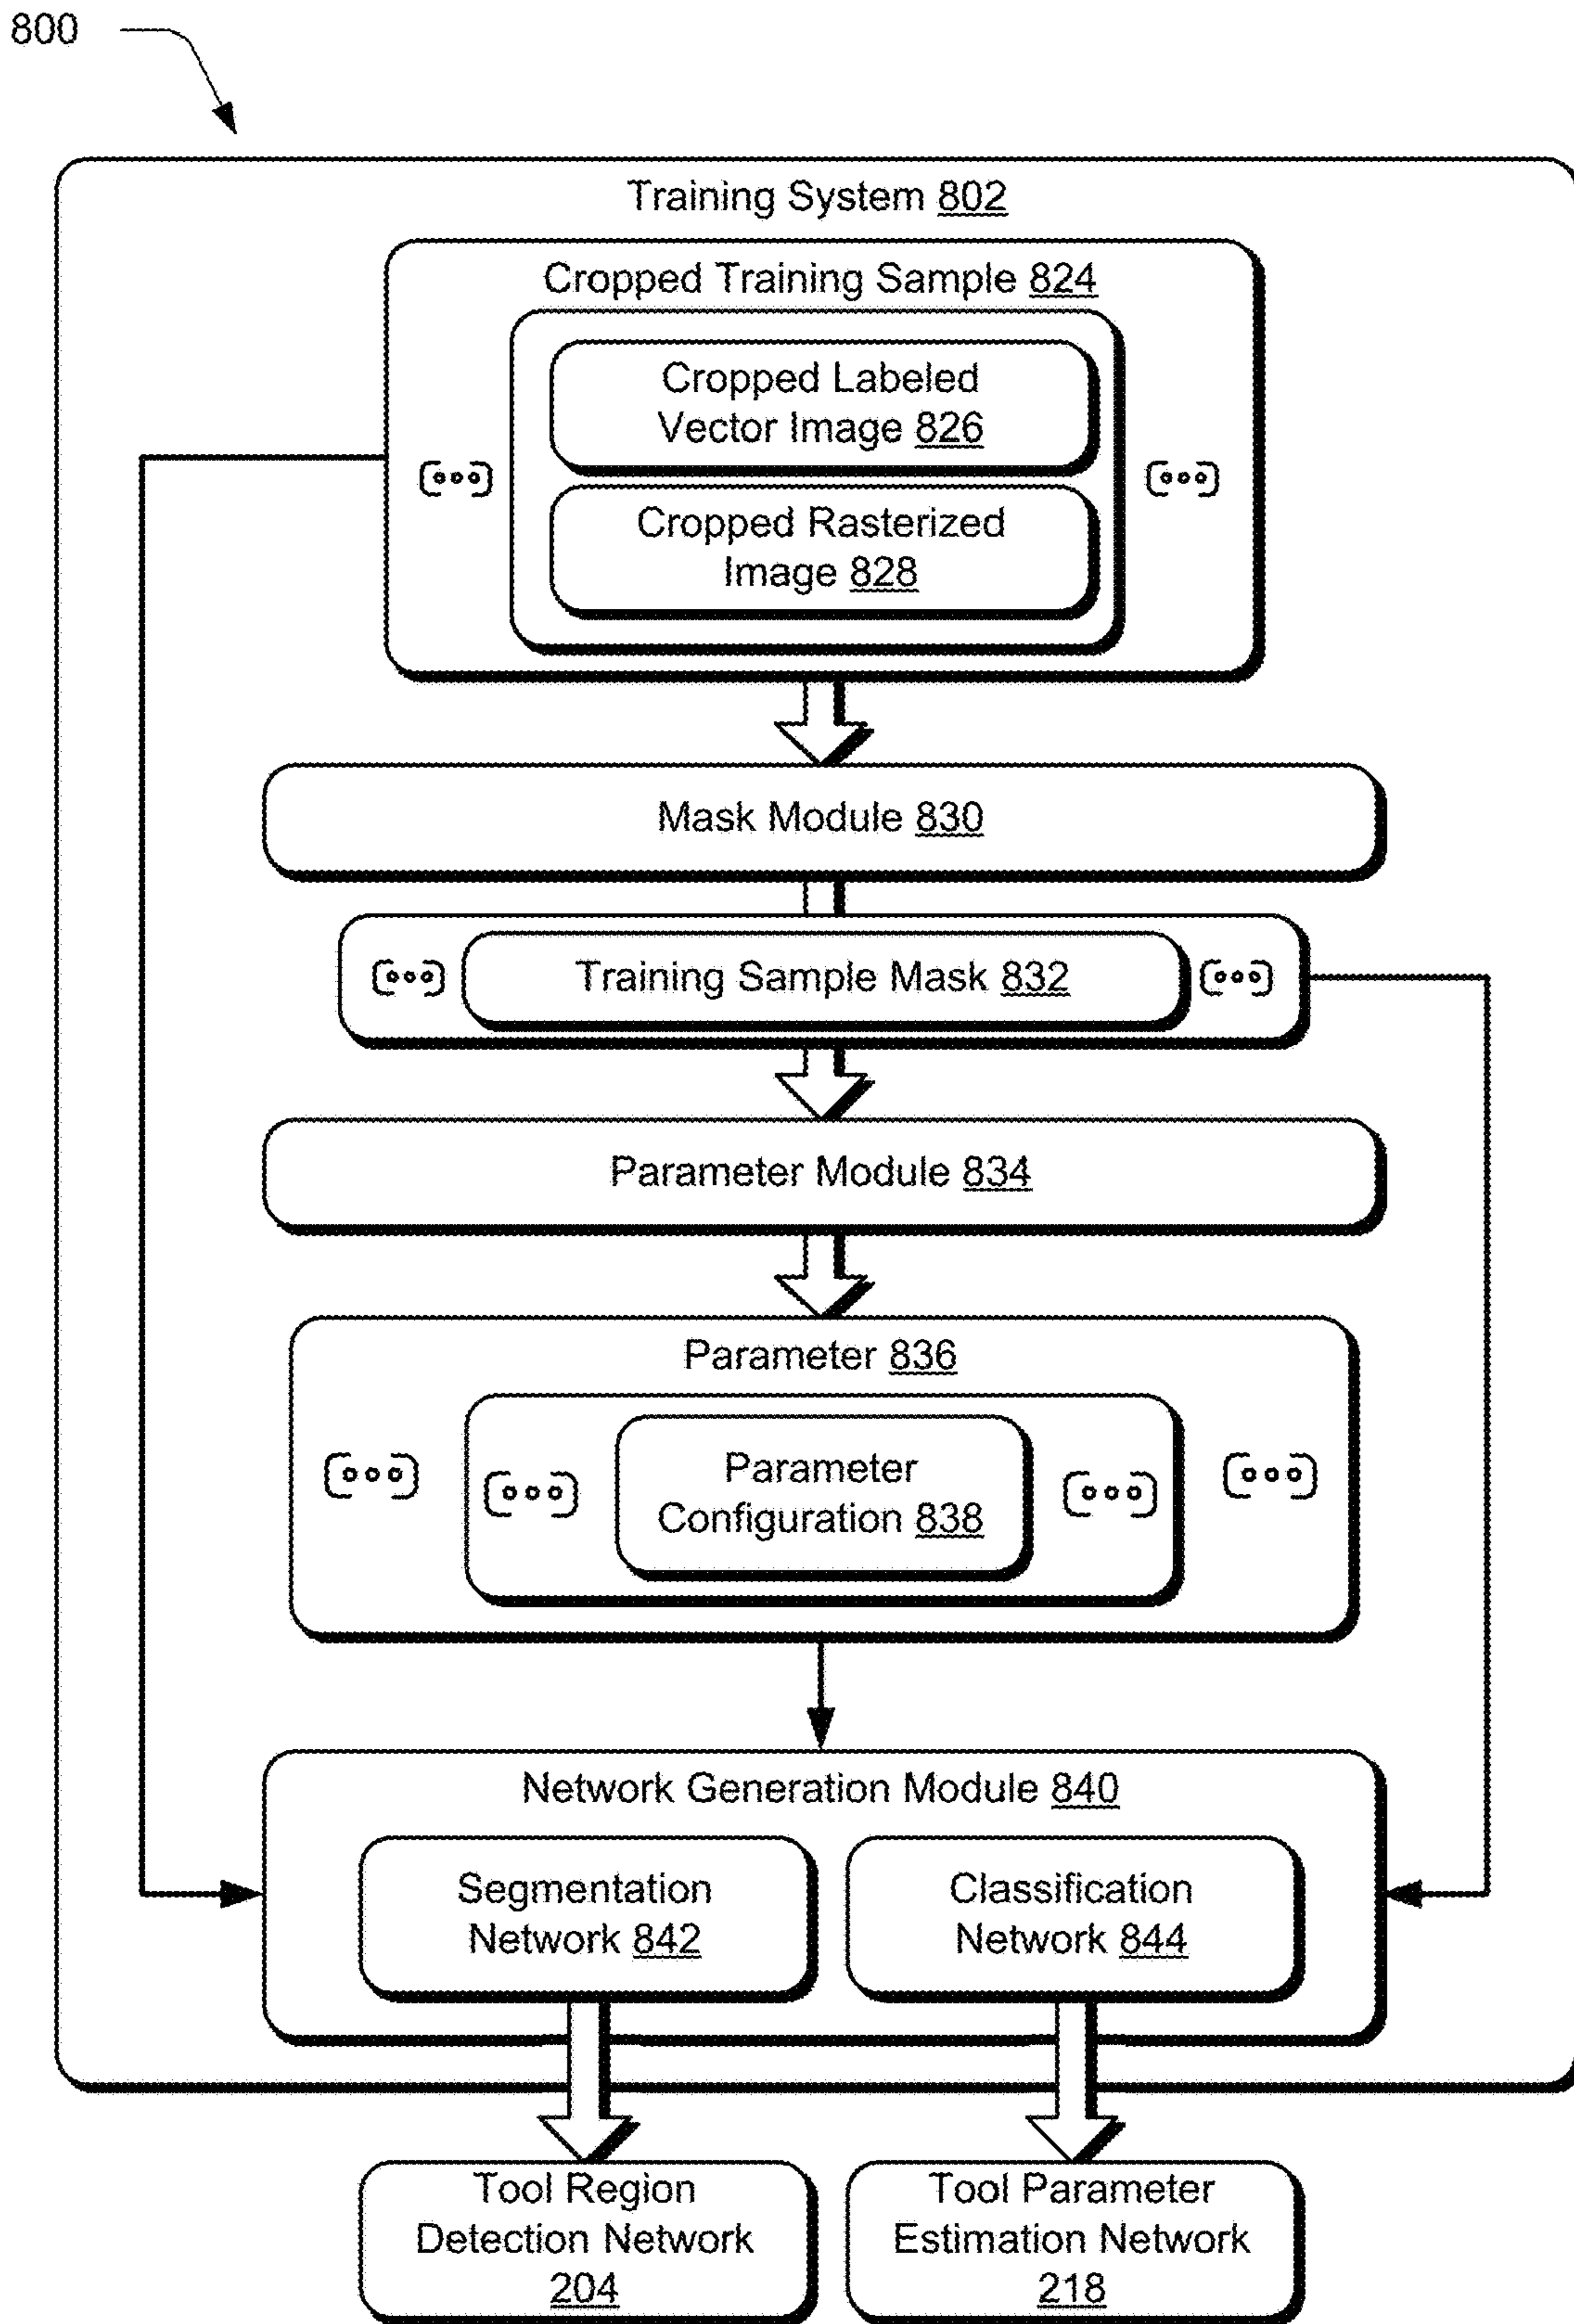 800
Training System 802
Cropped Training Sample 824
Cropped Labeled
Vector Image 826
Cropped Rasterized
Image 828
Mask Module 830
Training Sample Mask 832
Parameter Module 834
Parameter 836
Parameter
Configuration 838
Network Generation Module 840
Segmentation
Network 842
Classification
Network 844
Tool Region
Detection Network
204
Tool Parameter
Estimation Network
218